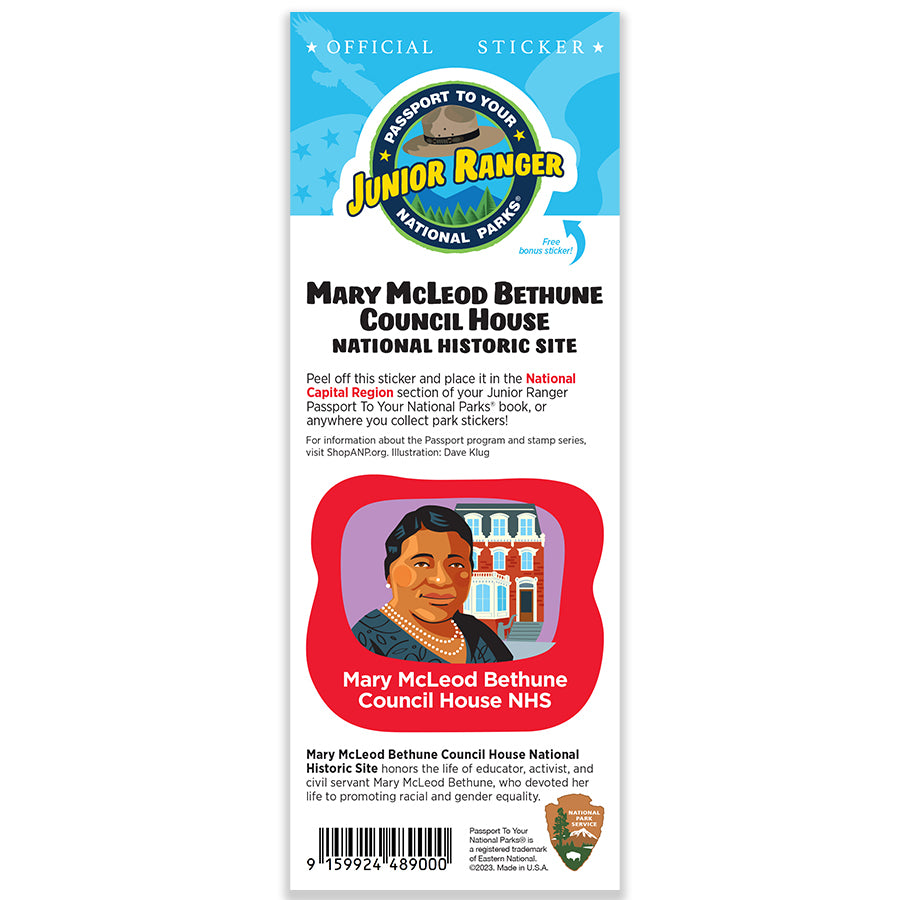 ★ OFFICIAL STICKER ★
PASSPORT TO YOUR
JUNIOR RANGER
NATIONAL PARKS®
Free
bonus sticker!
MARY MCLEOD BETHUNE
COUNCIL HOUSE
NATIONAL HISTORIC SITE
Peel off this sticker and place it in the National
Capital Region section of your Junior Ranger
Passport To Your National Parks® book, or
anywhere you collect park stickers!
For information about the Passport program and stamp series,
visit ShopANP.org. Illustration: Dave Klug
Mary McLeod Bethune
Council House NHS
Mary McLeod Bethune Council House National
Historic Site honors the life of educator, activist, and
civil servant Mary McLeod Bethune, who devoted her
life to promoting racial and gender equality.
NATIONAL
PARK
SERVICE
9 159924 489000
Passport To Your
National Parks® is
a registered trademark
of Eastern National.
©2023. Made in U.S.A.